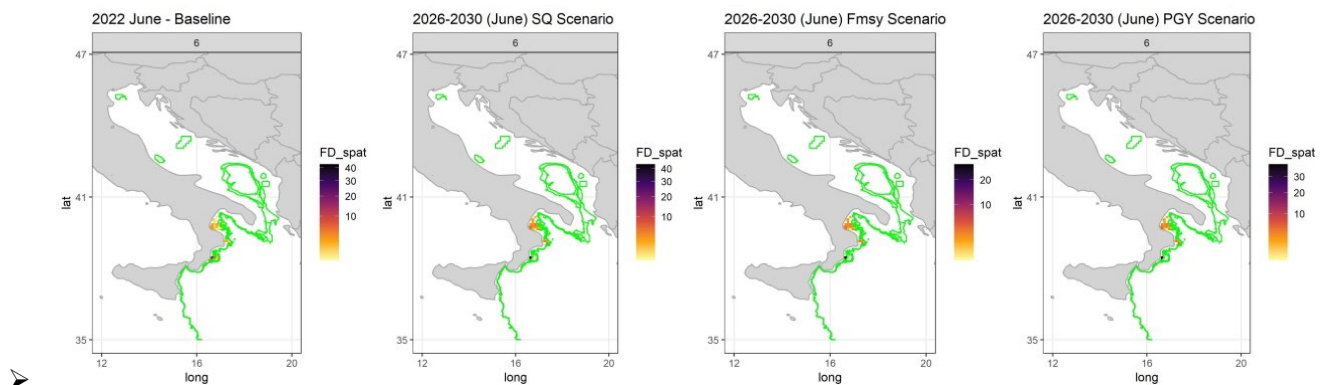 2022 June - Baseline
6
47
41
35
lat
12
16
20
long
FD_spat
40
30
20
10
2026-2030 (June) SQ Scenario
6
47
41
35
lat
12
16
20
long
FD_spat
40
30
20
10
2026-2030 (June) Fmsy Scenario
6
47
41
35
lat
12
16
20
long
FD_spat
20
10
2026-2030 (June) PGY Scenario
6
47
41
35
lat
12
16
20
long
FD_spat
30
20
10